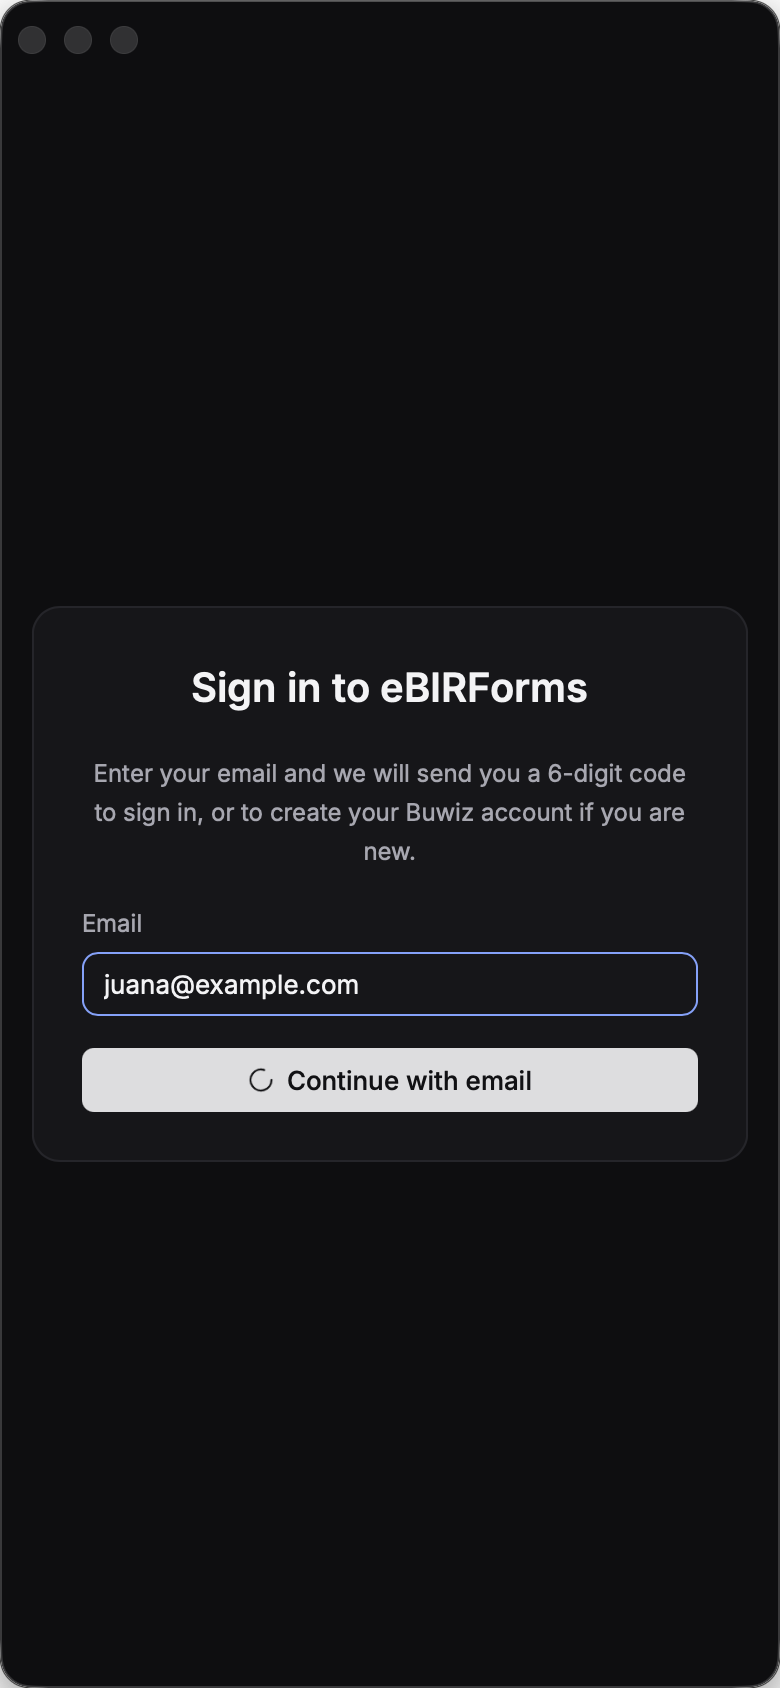 Sign in to eBIRForms
Enter your email and we will send you a 6-digit code
to sign in, or to create your Buwiz account if you are
new.
Email
juana@example.com
Continue with email